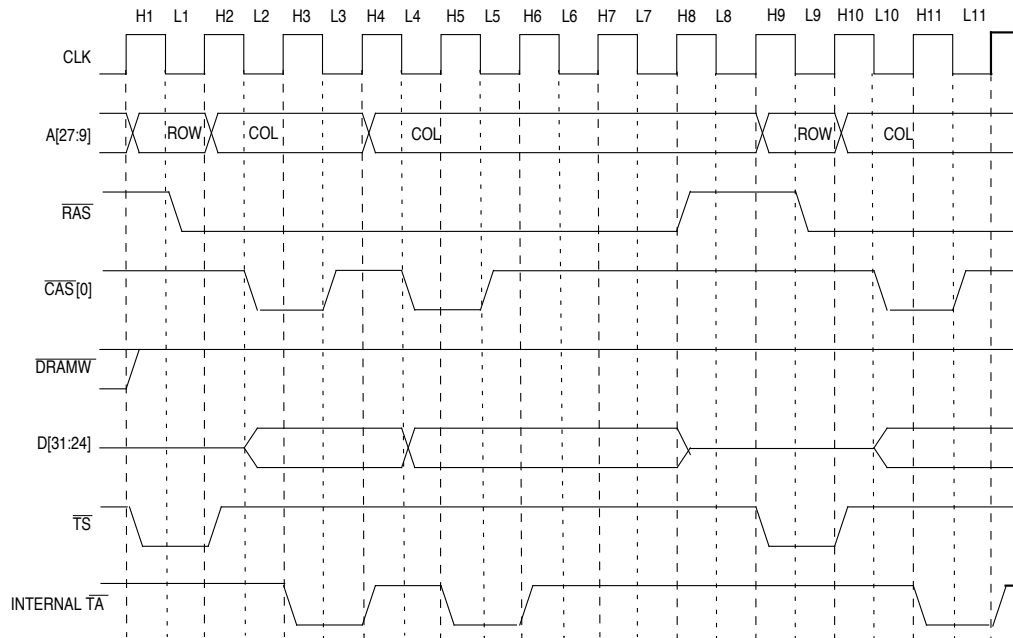 H1 L1 H2 L2 H3 L3 H4 L4 H5 L5 H6 L6 H7 L7 H8 L8 H9 L9 H10 L10 H11 L11
CLK
A[27:9] ROW COL COL ROW COL
RAS
CAS[0]
DRAMW
D[31:24]
TS
INTERNAL TA